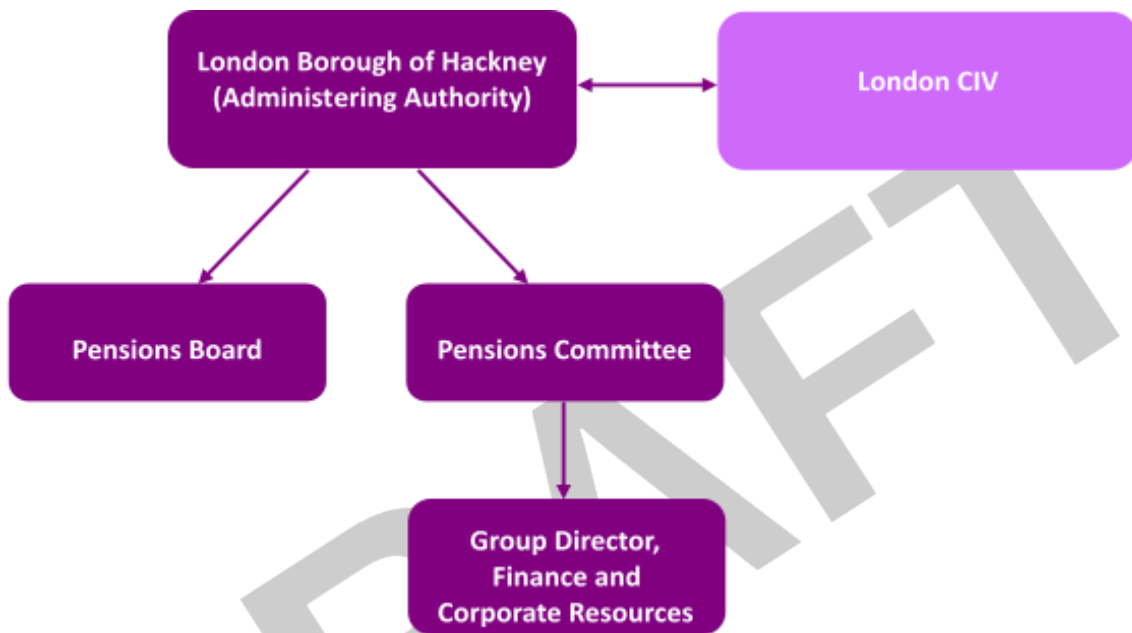 London Borough of Hackney
(Administering Authority)
London CIV
Pensions Board
Pensions Committee
Group Director,
Finance and
Corporate Resources
DRAFT